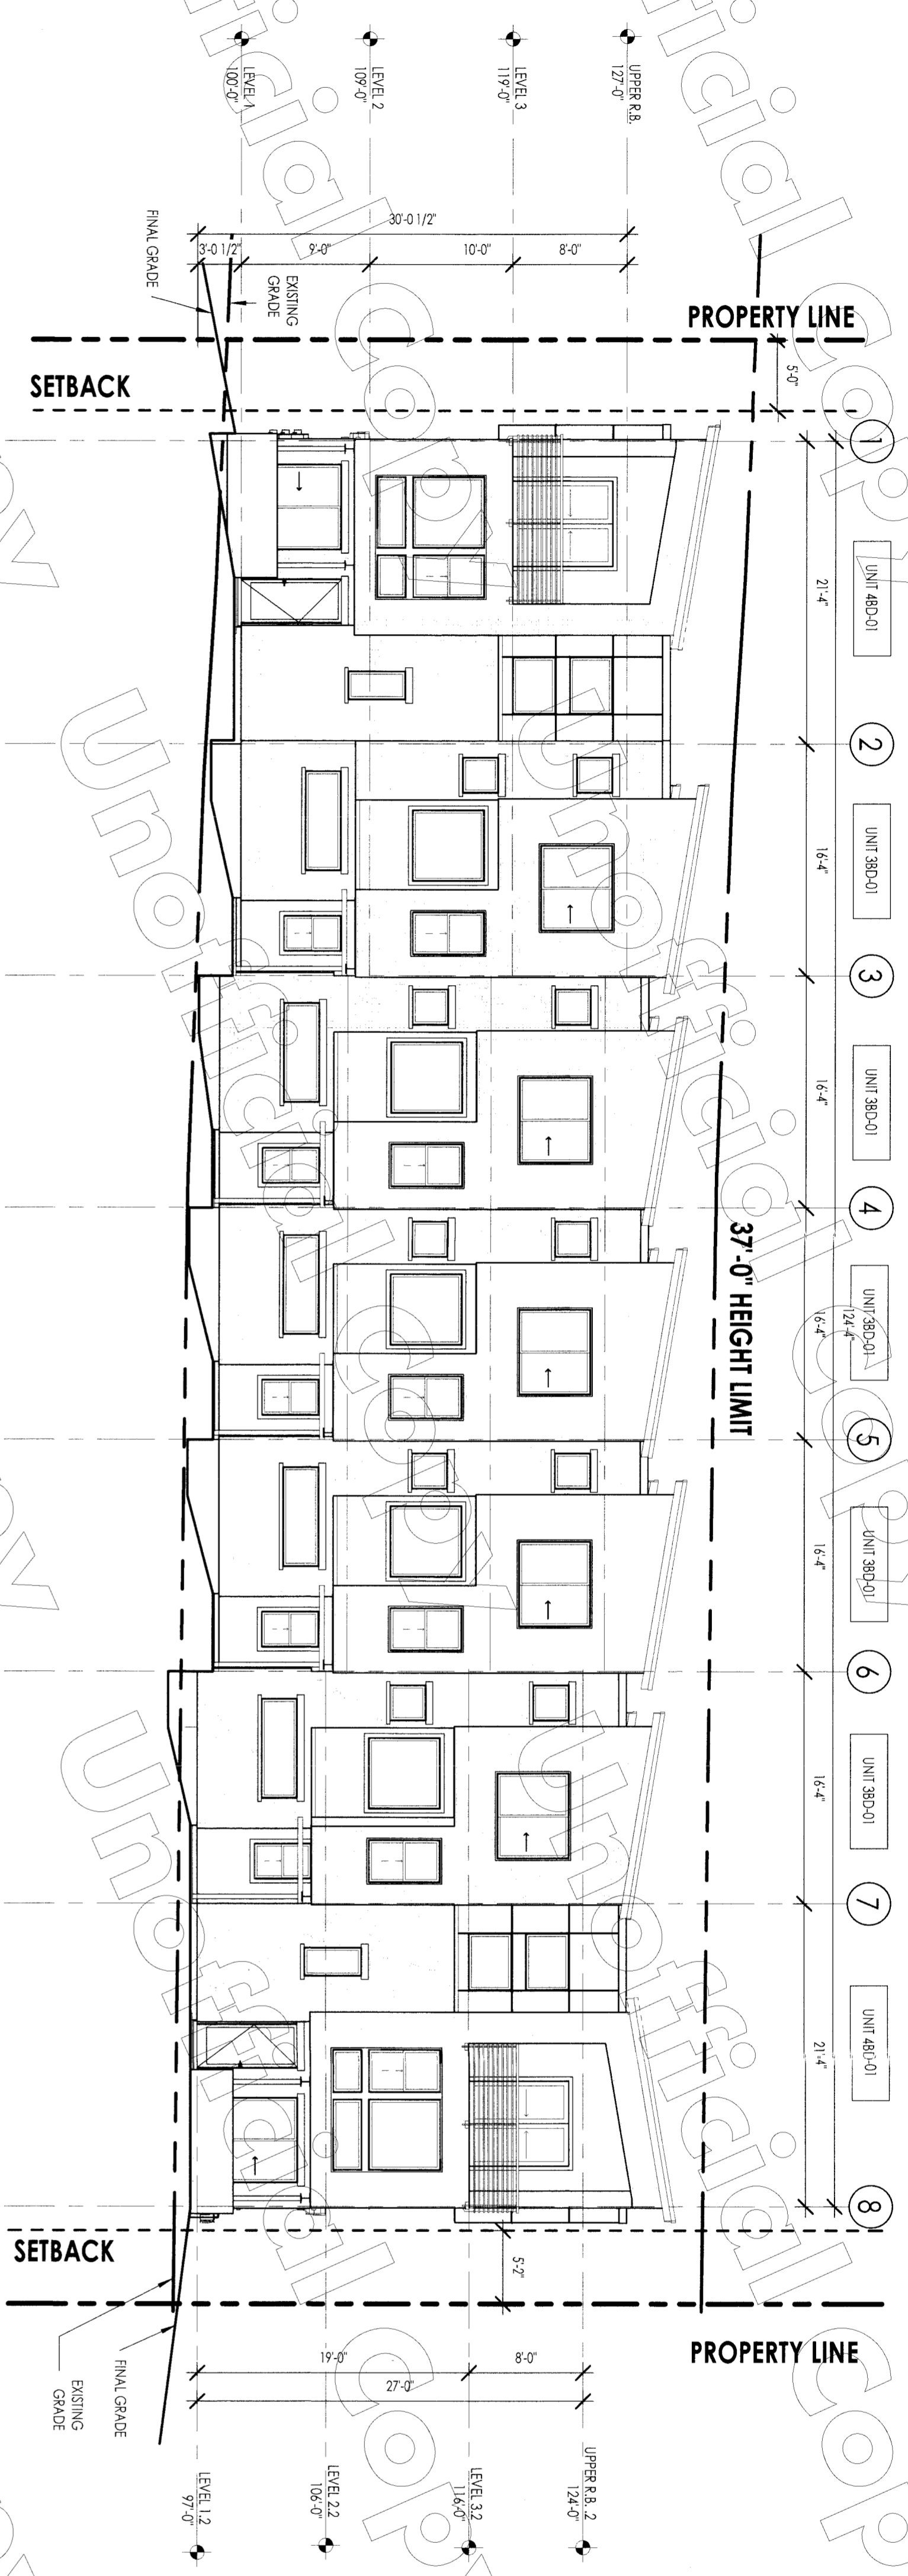 LEVEL 1
100'-0"
LEVEL 2
109'-0"
LEVEL 3
119'-0"
UPPER R.B.
127'-0"
30'-0 1/2"
3'-0 1/2"
9'-0"
10'-0"
8'-0"
FINAL GRADE
EXISTING
GRADE
PROPERTY LINE
SETBACK
5'-0"
1
UNIT 4BD-01
21'-4"
2
UNIT 3BD-01
16'-4"
3
UNIT 3BD-01
16'-4"
4
37'-0" HEIGHT LIMIT
UNIT 3BD-01
124'-4"
16'-4"
5
UNIT 3BD-01
16'-4"
6
UNIT 3BD-01
16'-4"
7
UNIT 4BD-01
21'-4"
8
SETBACK
5'-2"
PROPERTY LINE
19'-0"
8'-0"
27'-0"
FINAL GRADE
EXISTING
GRADE
LEVEL 1.2
97'-0"
LEVEL 2.2
106'-0"
LEVEL 3.2
116'-0"
UPPER R.B. .2
124'-0"
Unofficial Copy
Unofficial Copy
Unofficial Copy
Unofficial Copy